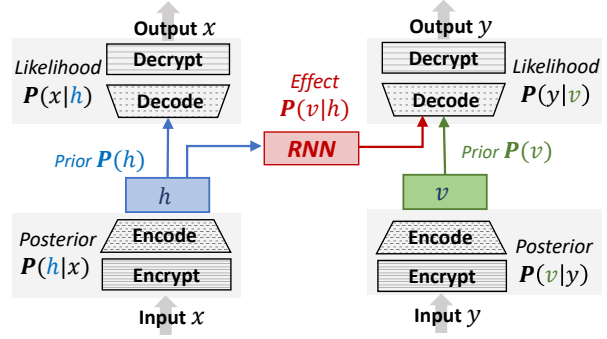 Output x
Decrypt
Likelihood
P(x|h)
Decode
Prior P(h)
h
Posterior
P(h|x)
Encode
Encrypt
Input x
Effect
P(v|h)
RNN
Output y
Decrypt
Likelihood
P(y|v)
Decode
Prior P(v)
v
Posterior
P(v|y)
Encode
Encrypt
Input y